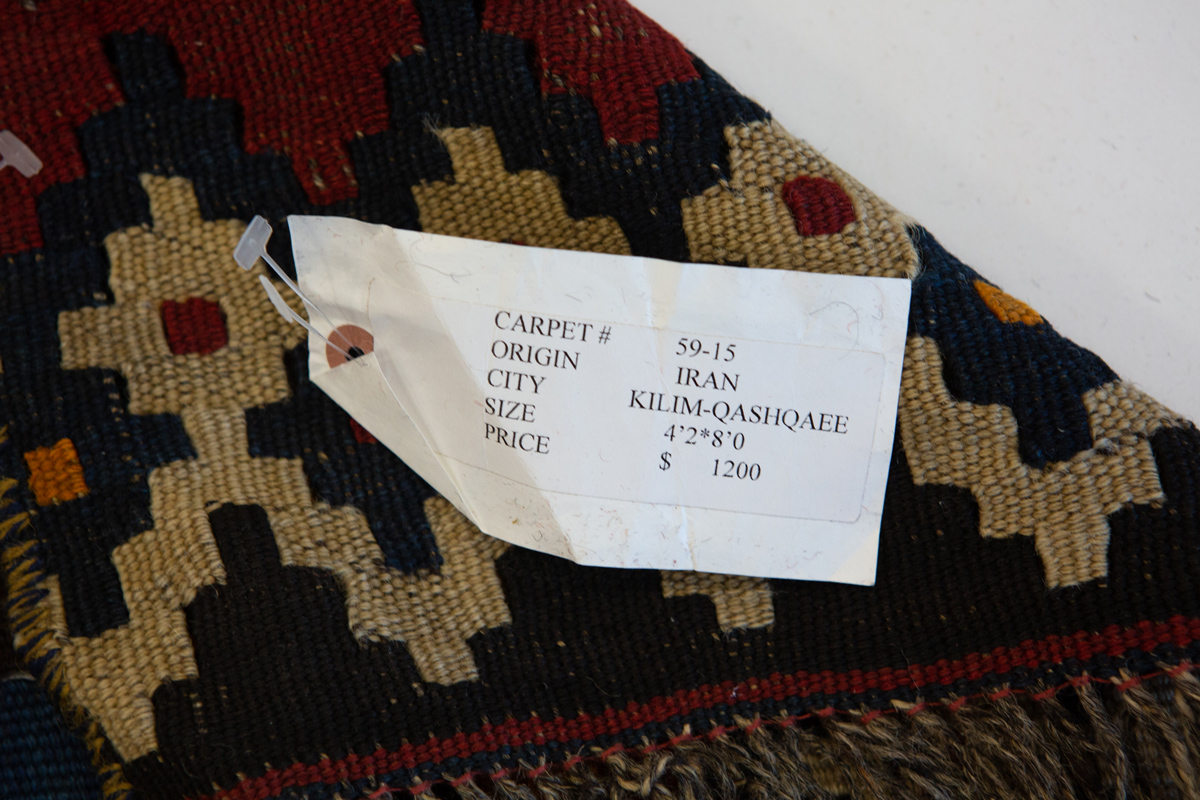 CARPET # 59-15
ORIGIN IRAN
CITY KILIM-QASHQAEE
SIZE 4'2*8'0
PRICE $ 1200